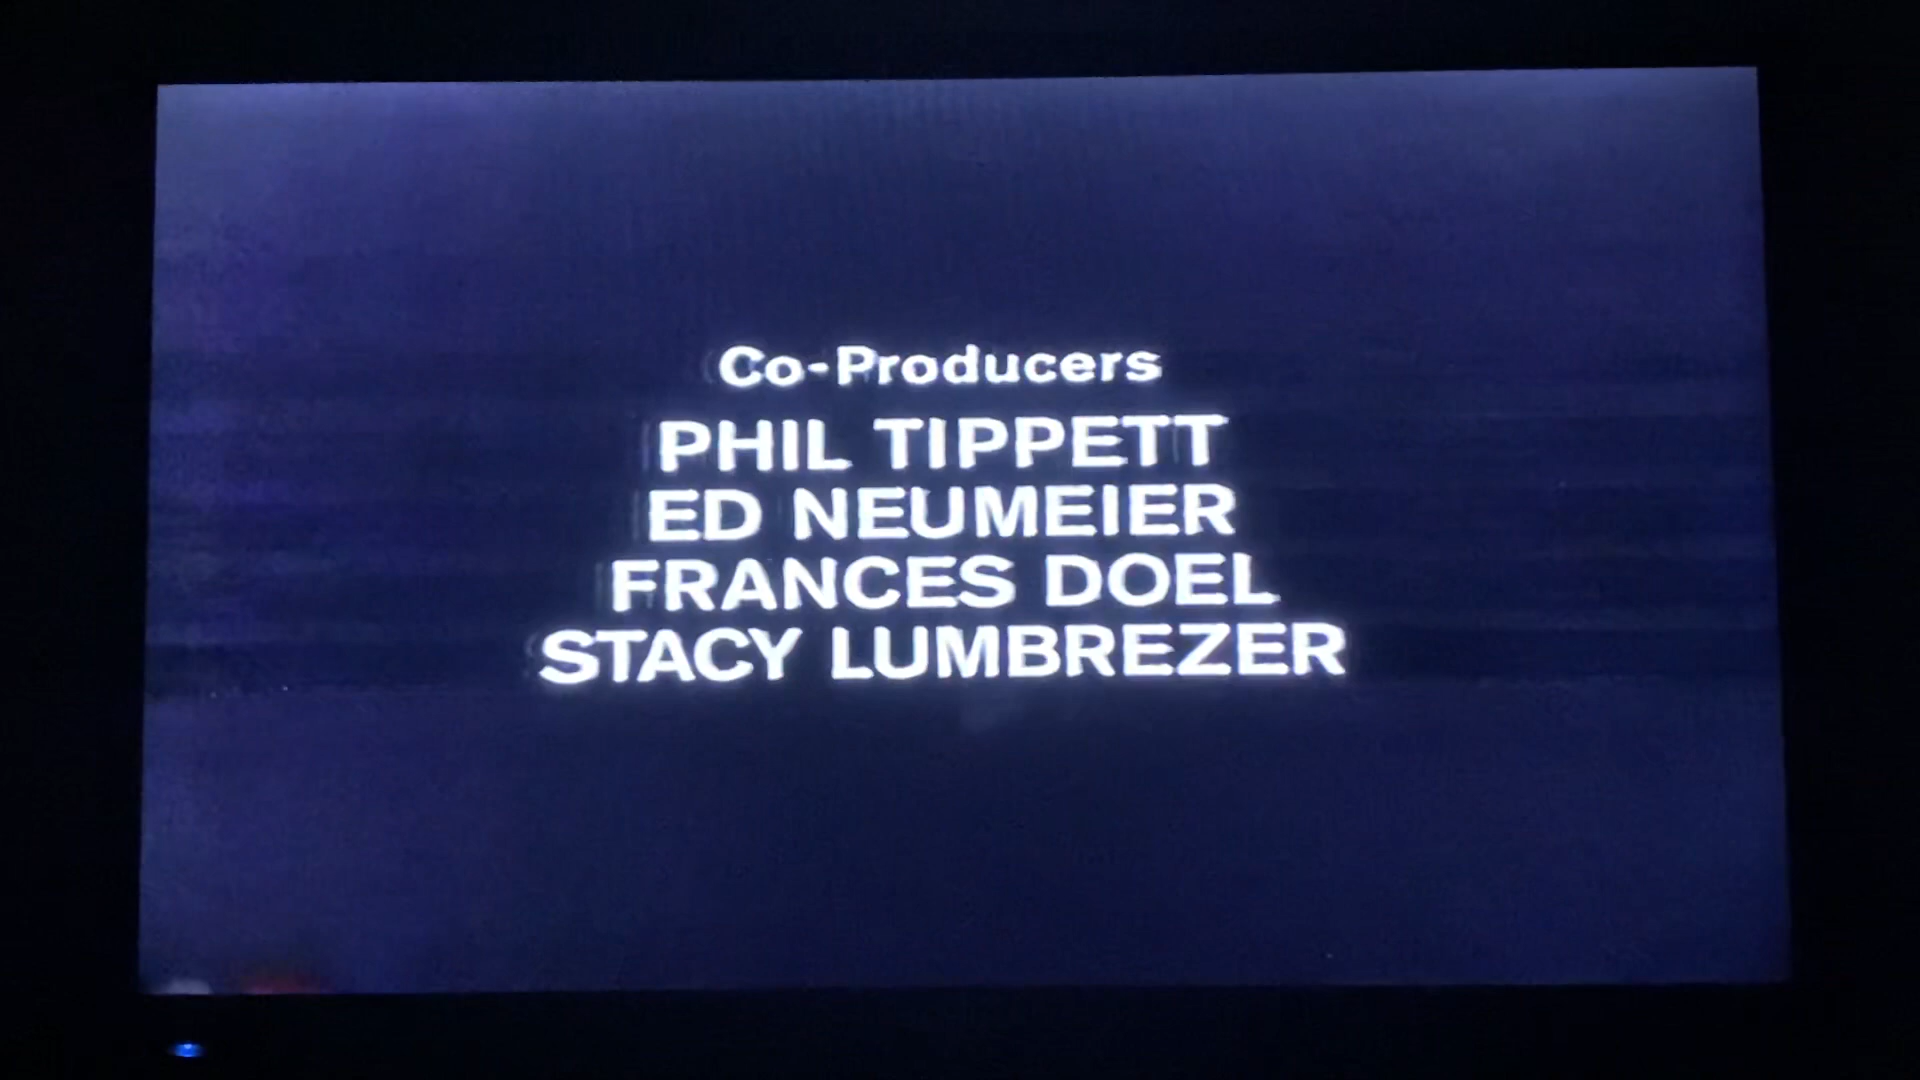 Co-Producers
PHIL TIPPETT
ED NEUMEIER
FRANCES DOEL
STACY LUMBREZER